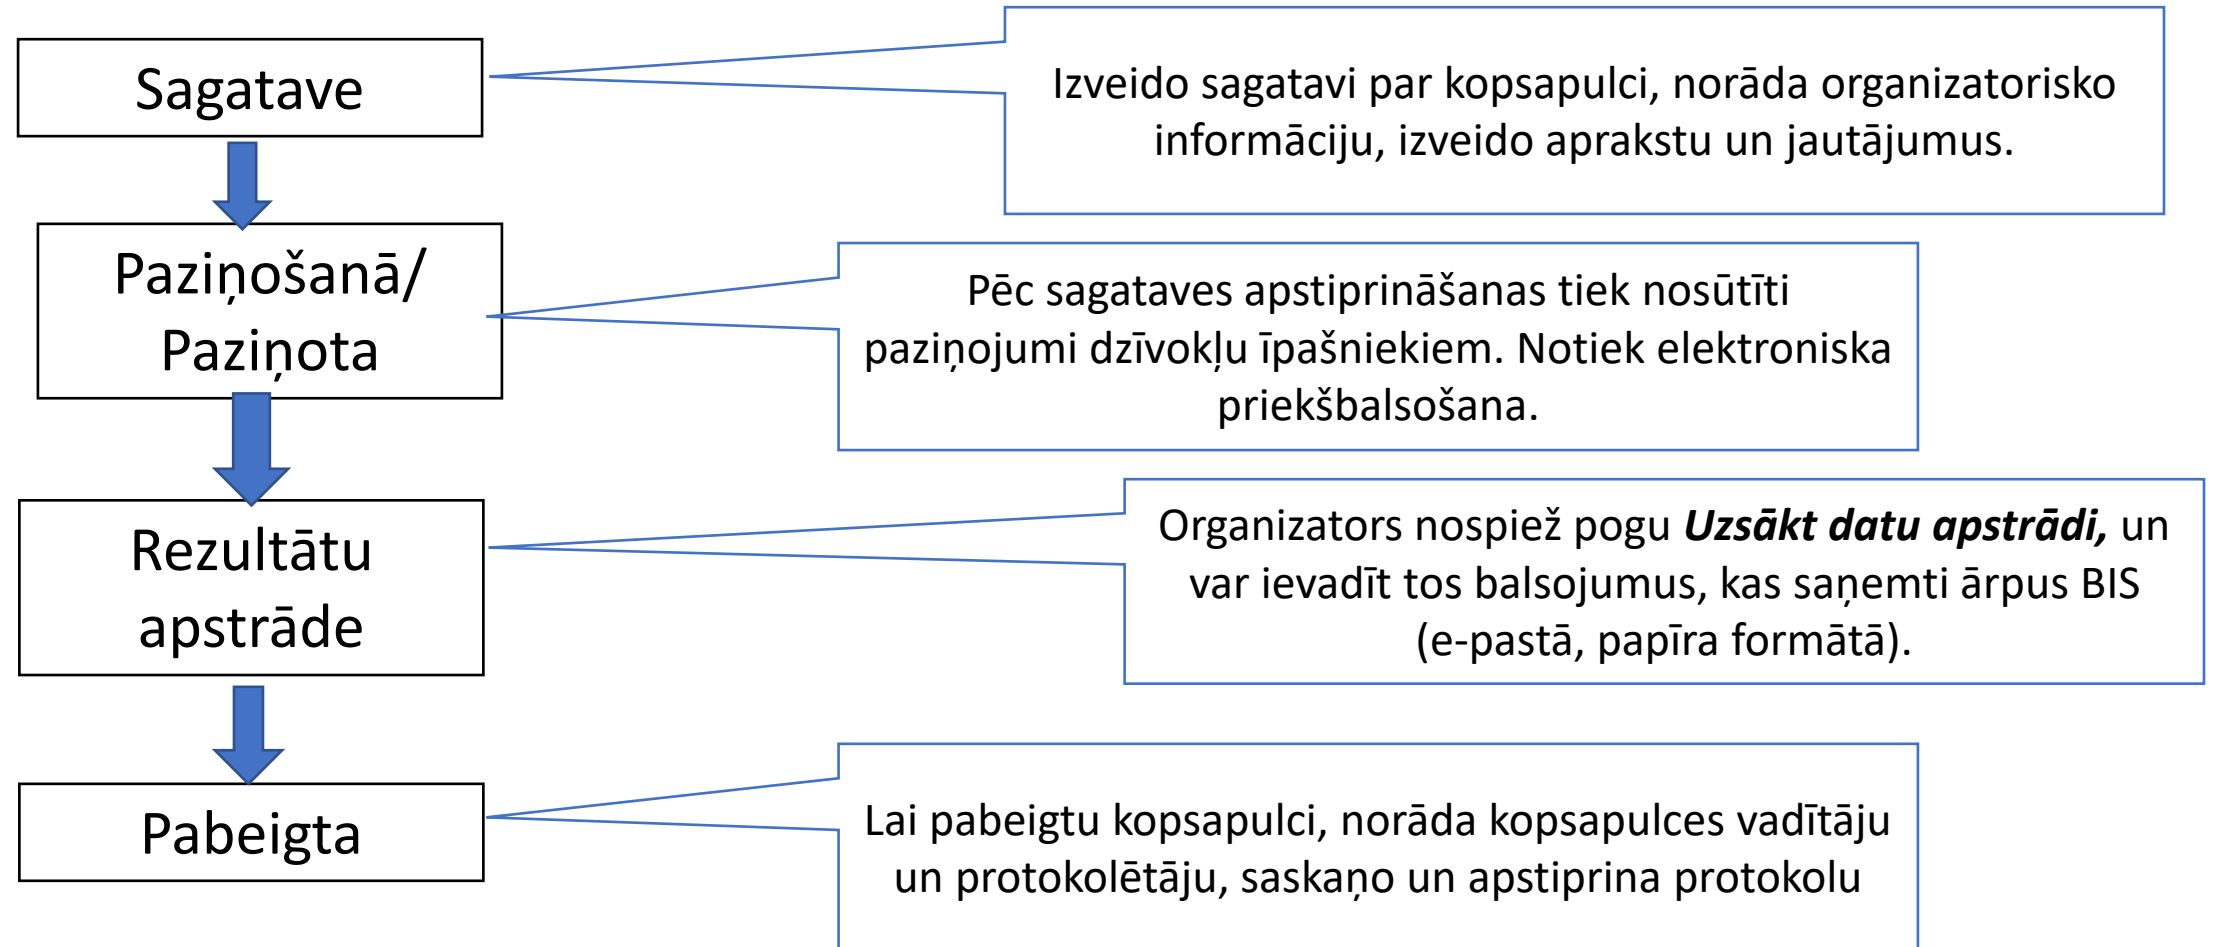 Sagatave
Izveido sagatavi par kopsapulci, norāda organizatorisko
informāciju, izveido aprakstu un jautājumus.
Paziņošanā/
Paziņota
Pēc sagataves apstiprināšanas tiek nosūtīti
paziņojumi dzīvokļu īpašniekiem. Notiek elektroniska
priekšbalsošana.
Rezultātu
apstrāde
Organizators nospiež pogu Uzsākt datu apstrādi, un
var ievadīt tos balsojumus, kas saņemti ārpus BIS
(e-pastā, papīra formātā).
Pabeigta
Lai pabeigtu kopsapulci, norāda kopsapulces vadītāju
un protokolētāju, saskaņo un apstiprina protokolu